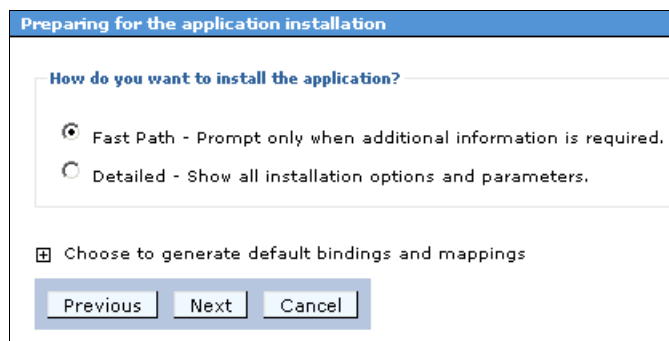 Preparing for the application installation
How do you want to install the application?
Fast Path - Prompt only when additional information is required.
Detailed - Show all installation options and parameters.
Choose to generate default bindings and mappings
Previous Next Cancel